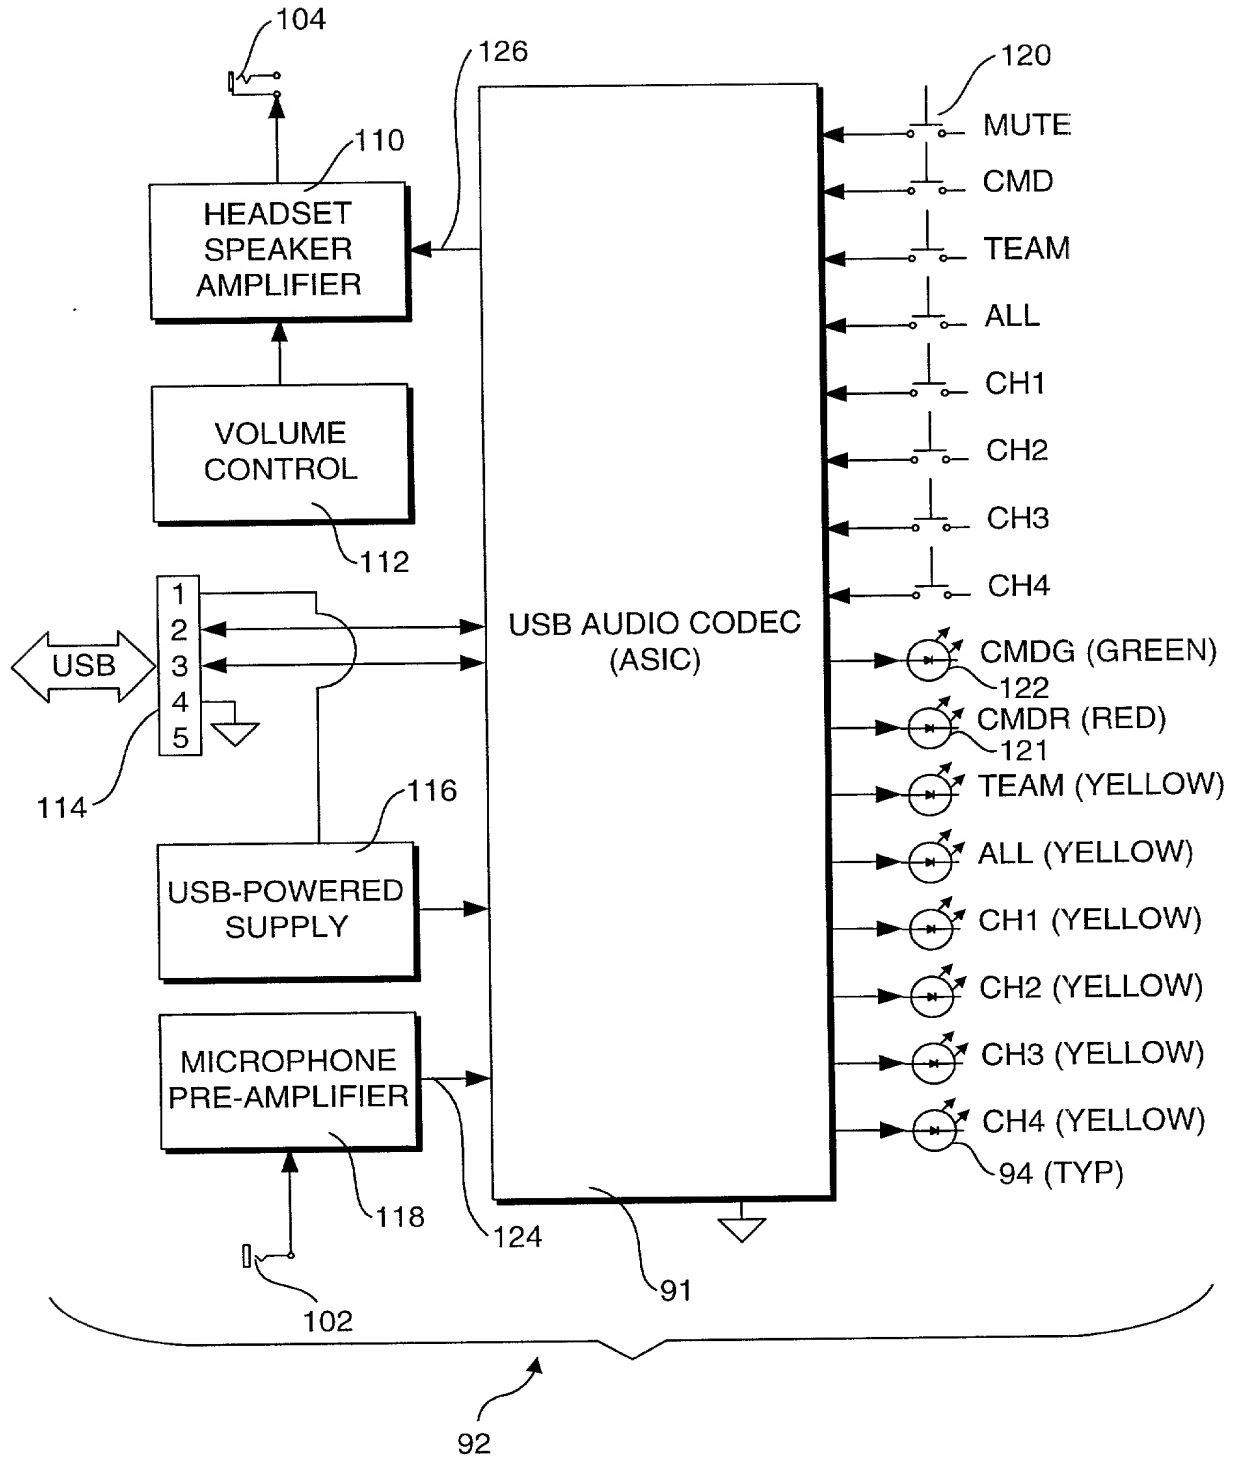 104
126
120
MUTE
110
CMD
HEADSET
SPEAKER
AMPLIFIER
TEAM
ALL
CH1
VOLUME
CONTROL
CH2
CH3
112
CH4
1
2
3
4
5
USB
USB AUDIO CODEC
(ASIC)
CMDG (GREEN)
122
CMDR (RED)
121
114
116
TEAM (YELLOW)
ALL (YELLOW)
USB-POWERED
SUPPLY
CH1 (YELLOW)
CH2 (YELLOW)
MICROPHONE
PRE-AMPLIFIER
CH3 (YELLOW)
CH4 (YELLOW)
94 (TYP)
118
124
91
102
92